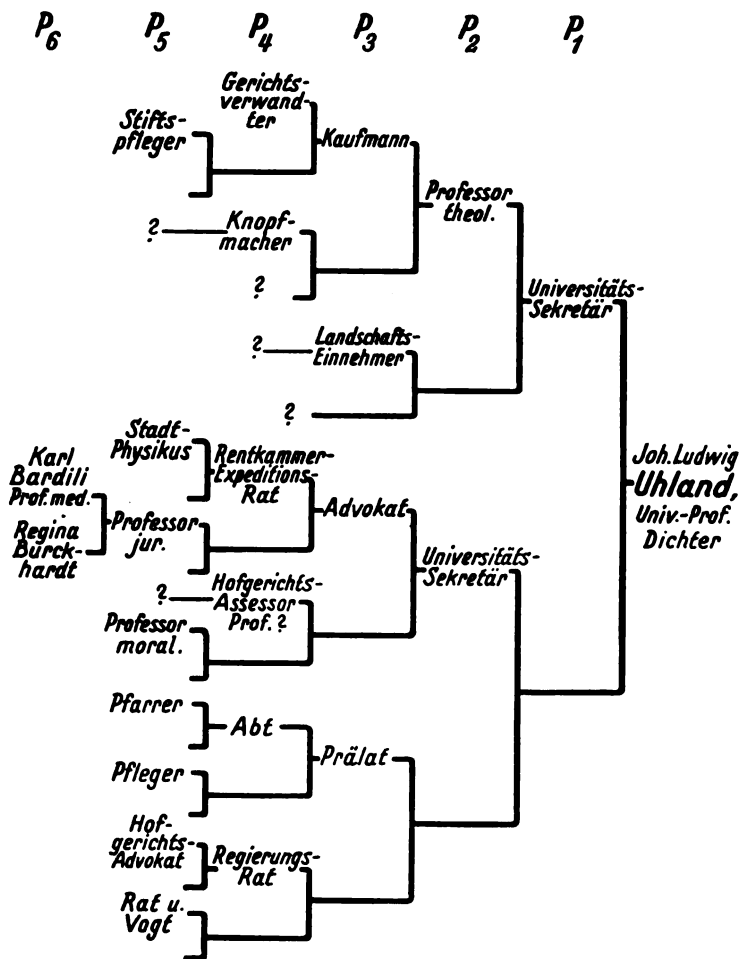 P6 P5 P4 P3 P2 P1
Gerichts-
verwand-
ter
Stifts-
pfleger
Kaufmann
Professor
theol.
?
Knopf-
macher
?
Universitäts-
Sekretär
?
Landschafts-
Einnehmer
?
Stadt-
Physikus
Karl
Bardili
Prof. med.
Regina
Burck-
hardt
Rentkammer-
Expeditions-
Rat
Professor
jur.
Advokat
Universitäts-
Sekretär
?
Hofgerichts-
Assessor
Prof. ?
Professor
moral.
Joh. Ludwig
Uhland,
Univ.-Prof.
Dichter
Pfarrer
Abt
Pfleger
Prälat
Hof-
gerichts-
Advokat
Regierungs-
Rat
Rat u.
Vogt